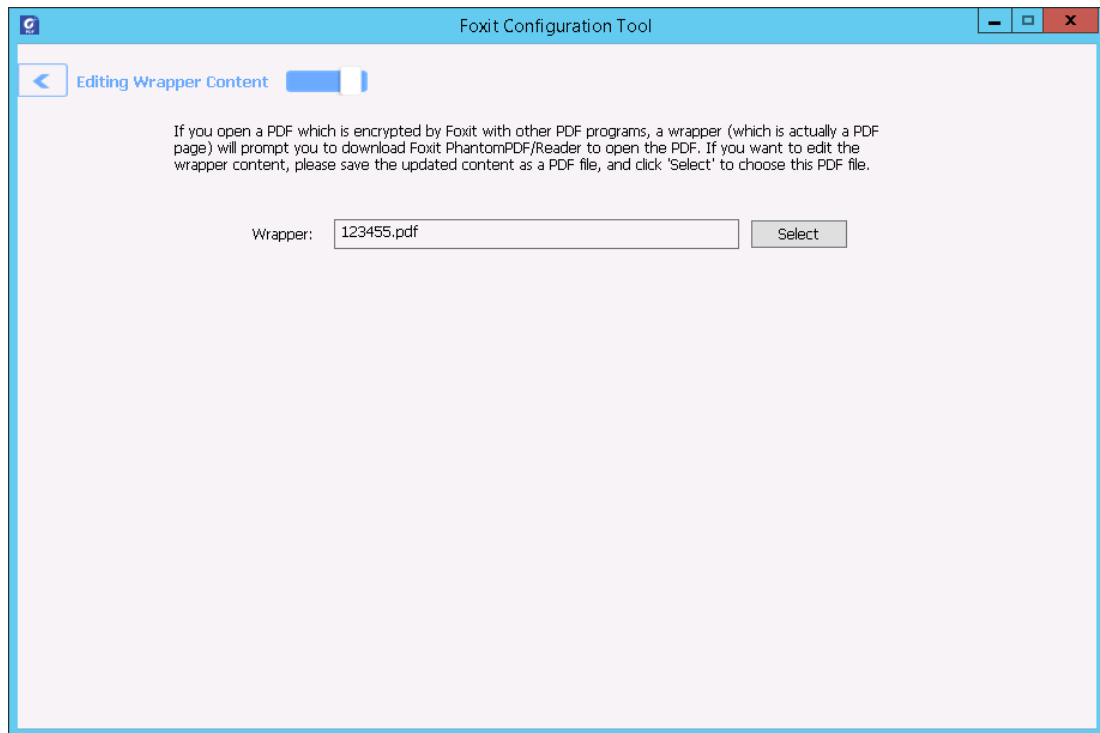 Foxit Configuration Tool
Editing Wrapper Content
If you open a PDF which is encrypted by Foxit with other PDF programs, a wrapper (which is actually a PDF
page) will prompt you to download Foxit PhantomPDF/Reader to open the PDF. If you want to edit the
wrapper content, please save the updated content as a PDF file, and click 'Select' to choose this PDF file.
Wrapper: 123455.pdf Select